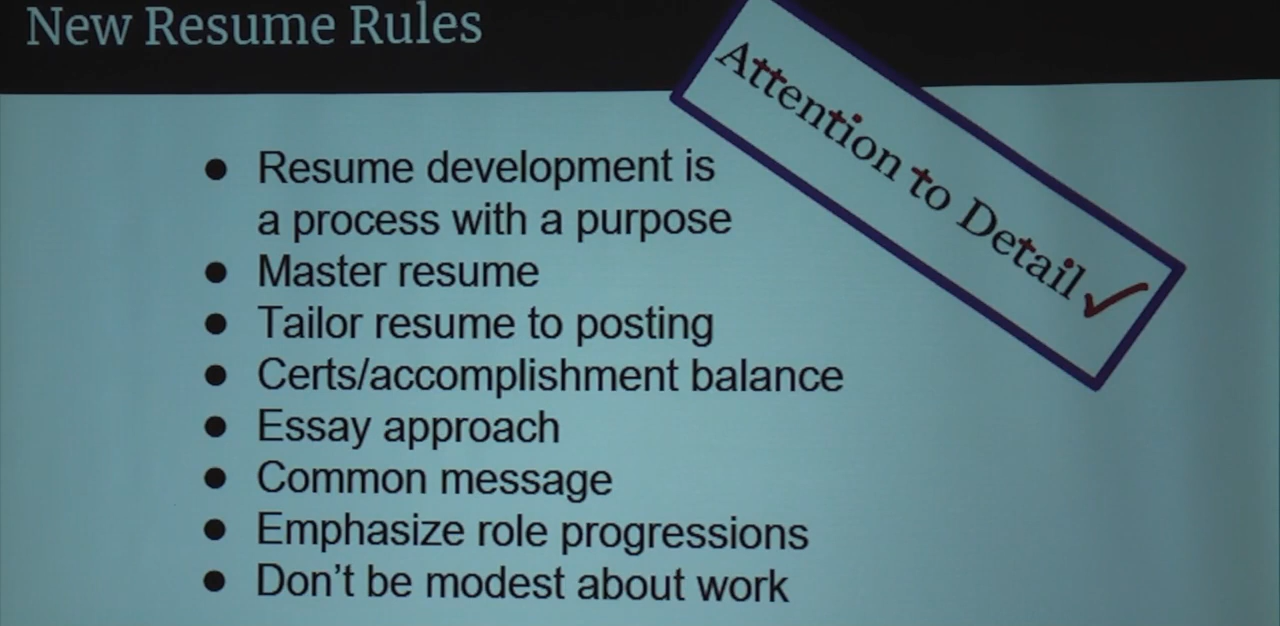 New Resume Rules
Attention to Detail✓
● Resume development is
a process with a purpose
● Master resume
● Tailor resume to posting
● Certs/accomplishment balance
● Essay approach
● Common message
● Emphasize role progressions
● Don't be modest about work